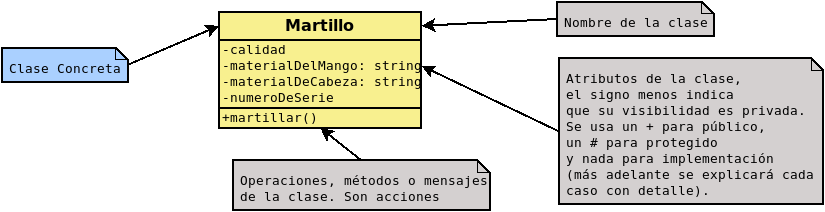 Martillo
-calidad
-materialDelMango: string
-materialDeCabeza: string
-numeroDeSerie
+martillar()
Clase Concreta
Nombre de la clase
Atributos de la clase,
el signo menos indica
que su visibilidad es privada.
Se usa un + para público,
un # para protegido
y nada para implementación
(más adelante se explicará cada
caso con detalle).
Operaciones, métodos o mensajes
de la clase. Son acciones